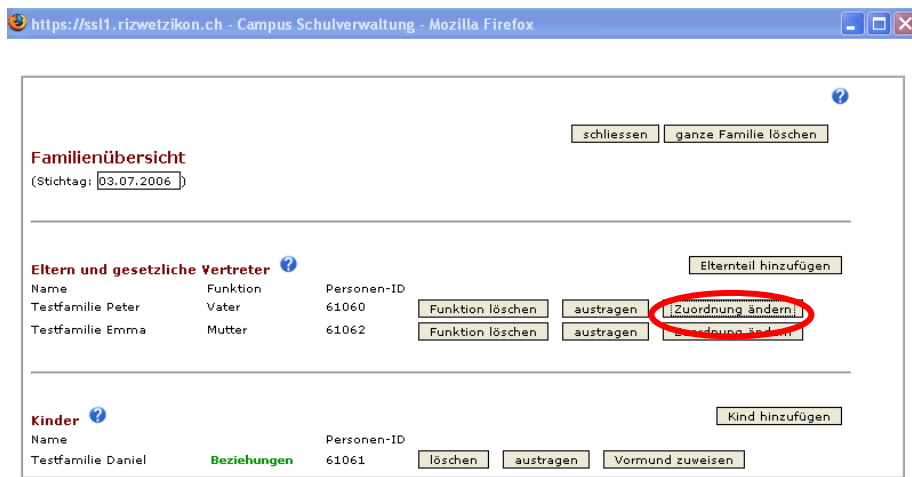 https://ssl1.rizwetzikon.ch - Campus Schulverwaltung - Mozilla Firefox
schliessen ganze Familie löschen
Familienübersicht
(Stichtag: 03.07.2006 )
Eltern und gesetzliche Vertreter ? Elternteil hinzufügen
Name Funktion Personen-ID
Testfamilie Peter Vater 61060 Funktion löschen austragen Zuordnung ändern
Testfamilie Emma Mutter 61062 Funktion löschen austragen Zuordnung ändern
Kinder ? Kind hinzufügen
Name Personen-ID
Testfamilie Daniel Beziehungen 61061 löschen austragen Vormund zuweisen